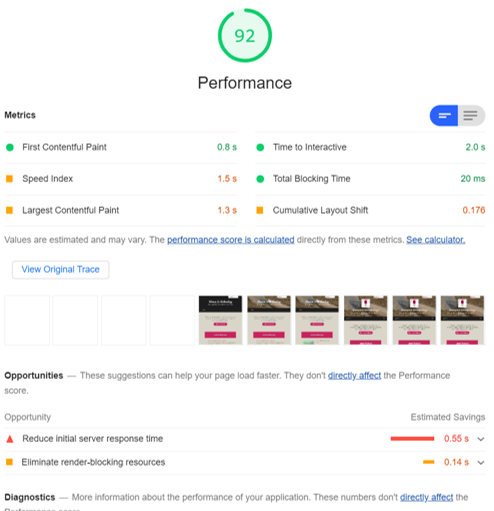 92
Performance
Metrics
First Contentful Paint 0.8 s
Time to Interactive 2.0 s
Speed Index 1.5 s
Total Blocking Time 20 ms
Largest Contentful Paint 1.3 s
Cumulative Layout Shift 0.176
Values are estimated and may vary. The performance score is calculated directly from these metrics. See calculator.
View Original Trace
Opportunities — These suggestions can help your page load faster. They don't directly affect the Performance
score.
Opportunity Estimated Savings
Reduce initial server response time 0.55 s
Eliminate render-blocking resources 0.14 s
Diagnostics — More information about the performance of your application. These numbers don't directly affect the
Performance score.